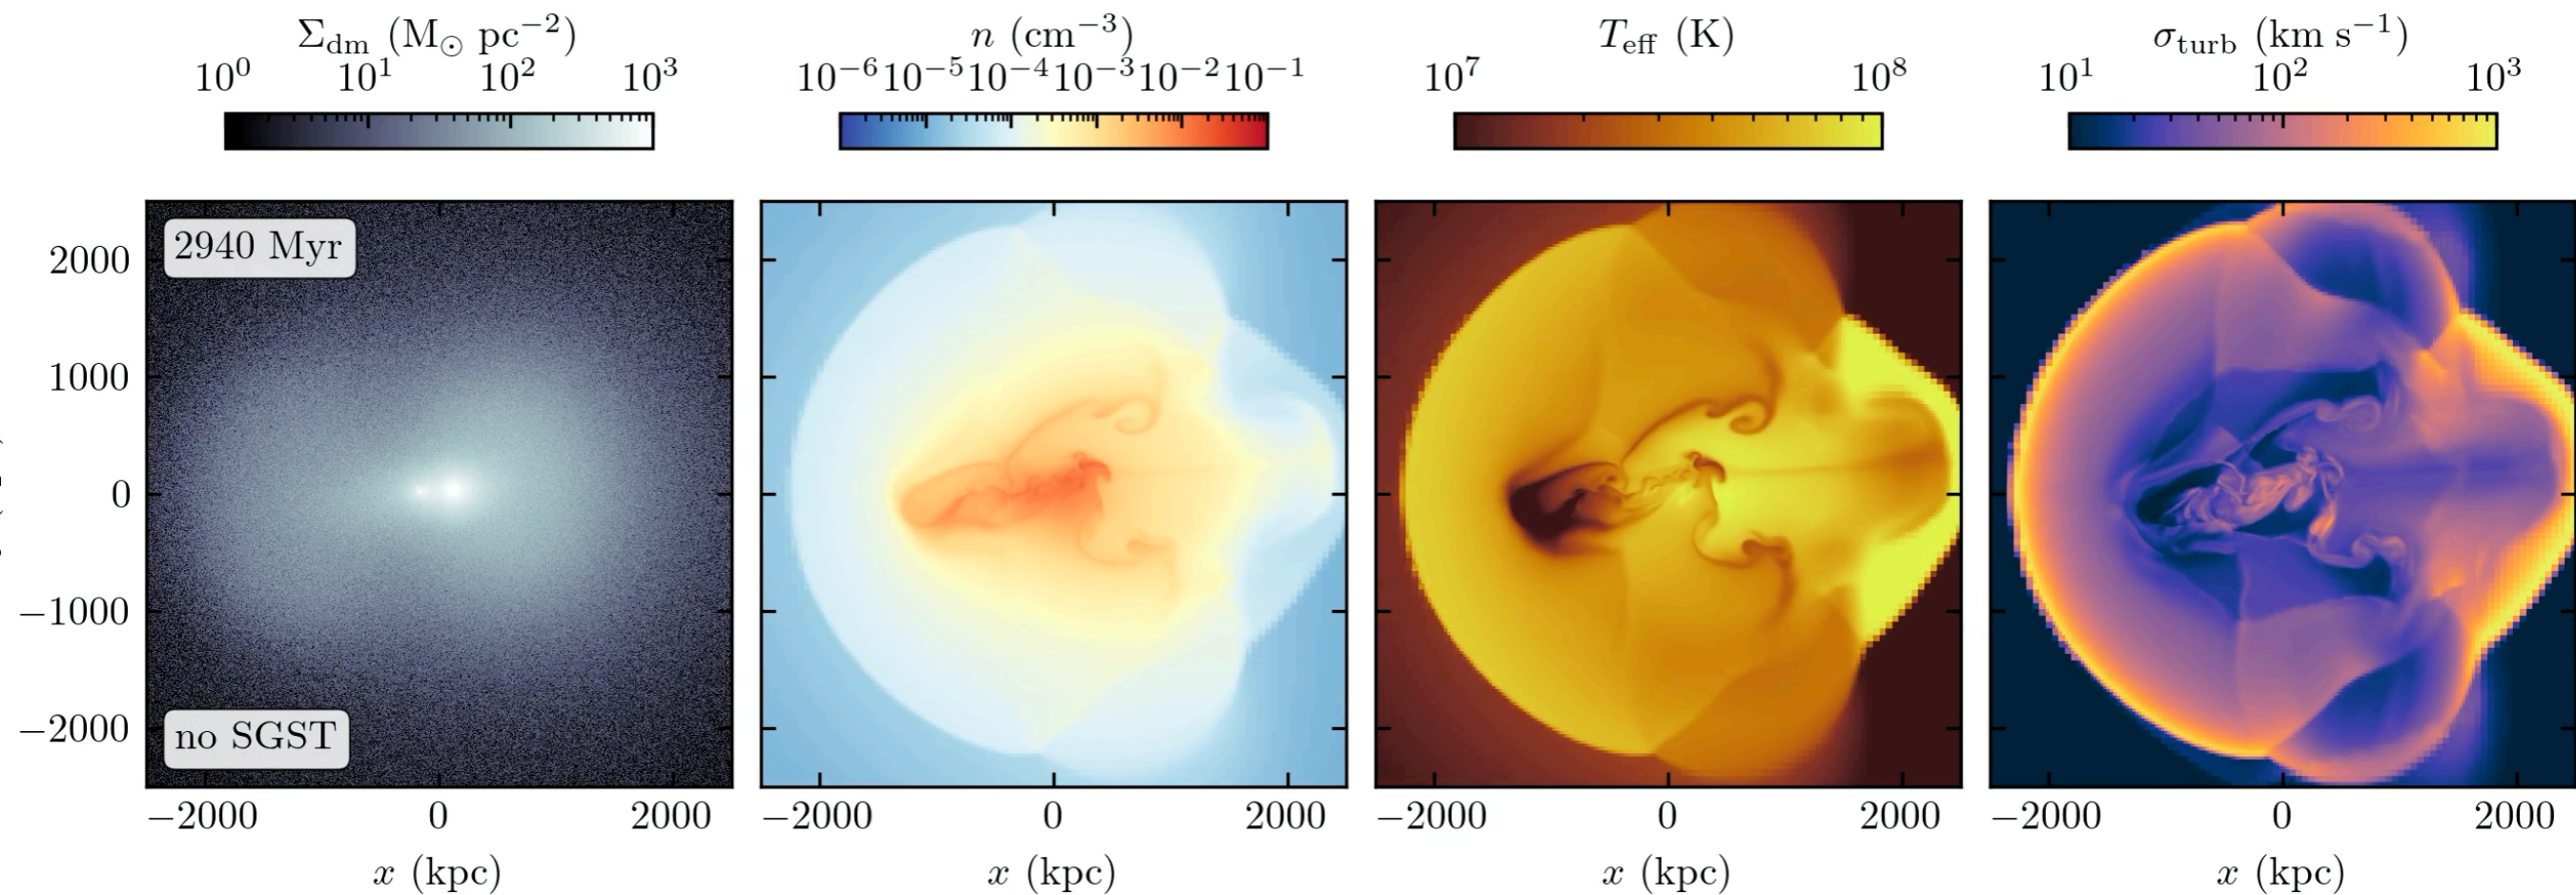 Σdm (M⊙ pc⁻²) n (cm⁻³) Teff (K) σturb (km s⁻¹)
10⁰ 10¹ 10² 10³ 10⁻⁶ 10⁻⁵ 10⁻⁴ 10⁻³ 10⁻² 10⁻¹ 10⁷ 10⁸ 10¹ 10² 10³
2940 Myr
2000
1000
0
−1000
−2000
no SGST
−2000 0 2000 −2000 0 2000 −2000 0 2000 −2000 0 2000
x (kpc) x (kpc) x (kpc) x (kpc)